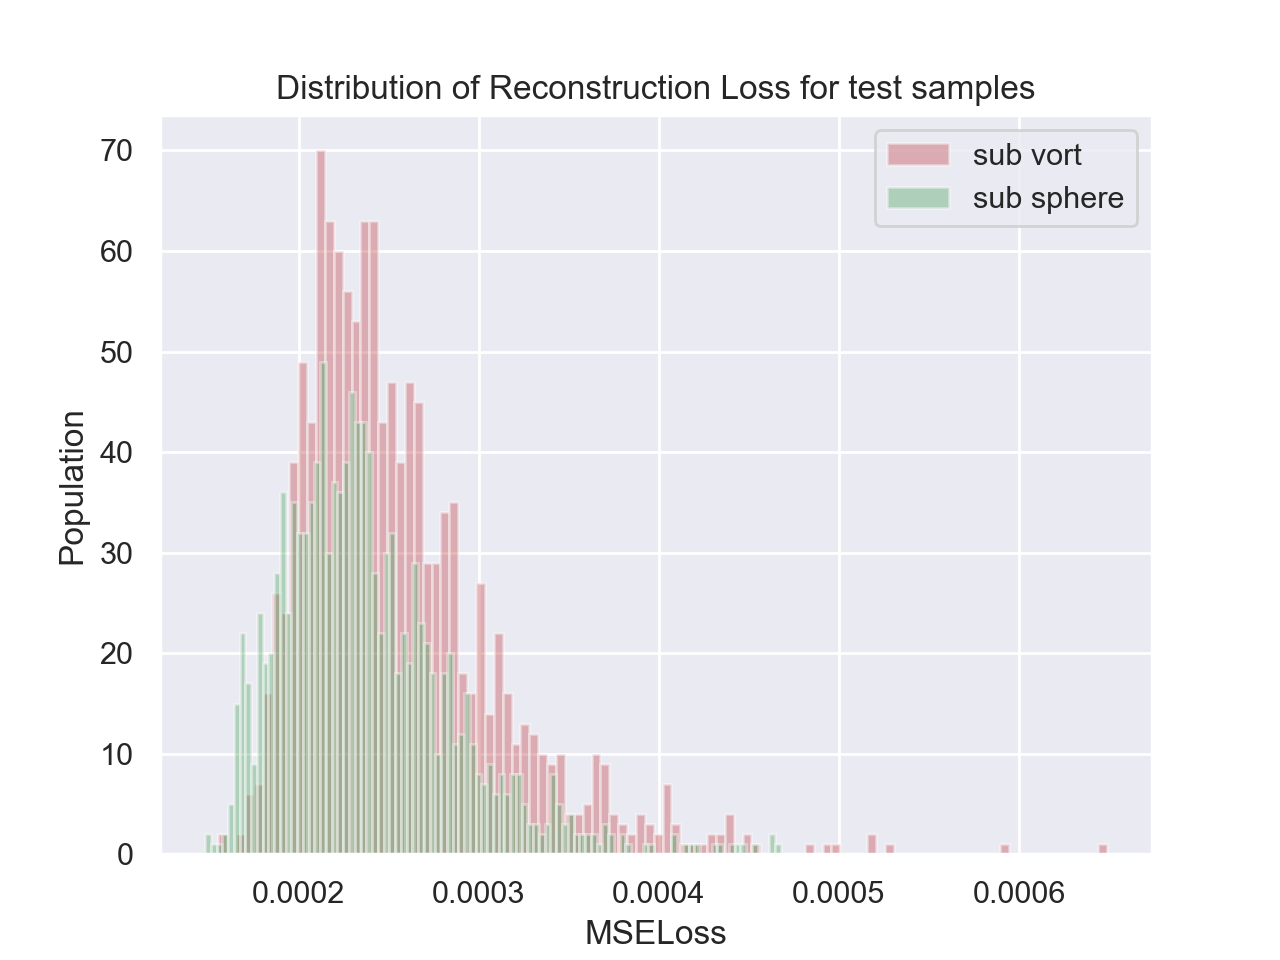 Distribution of Reconstruction Loss for test samples
sub vort
sub sphere
Population
70
60
50
40
30
20
10
0
0.0002 0.0003 0.0004 0.0005 0.0006
MSELoss